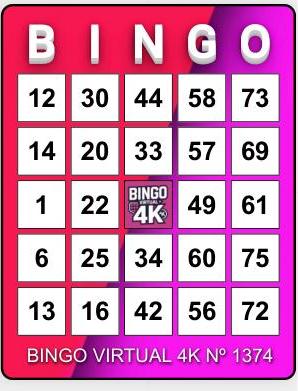 B I N G O
12 30 44 58 73
14 20 33 57 69
1 22 BINGO VIRTUAL 4K 49 61
6 25 34 60 75
13 16 42 56 72
BINGO VIRTUAL 4K Nº 1374